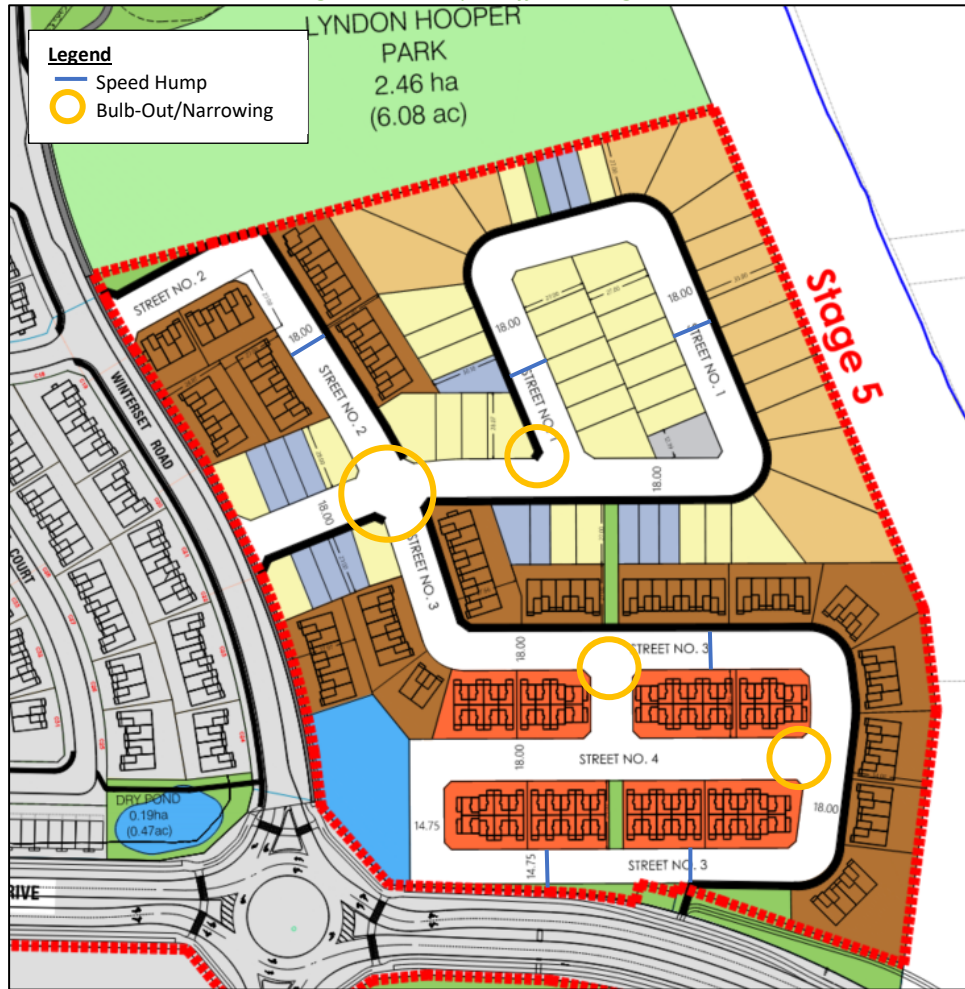 LYNDON HOOPER
PARK
2.46 ha
(6.08 ac)
Legend
Speed Hump
Bulb-Out/Narrowing
Stage 5
STREET NO. 2
18.00
STREET NO. 2
18.00
STREET NO. 1
18.00
STREET NO. 1
18.00
18.00
WINTERSET ROAD
COURT
STREET NO. 3
18.00
STREET NO. 3
18.00
STREET NO. 4
18.00
14.75
14.75
STREET NO. 3
DRY POND
0.19ha
(0.47ac)
RIVE